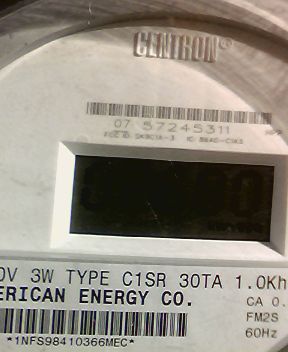 CENTRON®
07 57245311
0V 3W TYPE C1SR 30TA 1.0Kh
ERICAN ENERGY CO.
CA 0.
FM2S
60Hz
*1NFS98410366MEC*